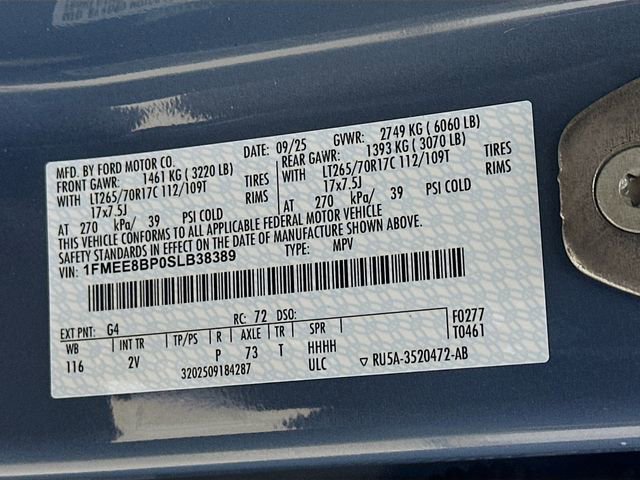 MFD. BY FORD MOTOR CO. DATE: 09/25 GVWR: 2749 KG ( 6060 LB)
FRONT GAWR: 1461 KG ( 3220 LB) REAR GAWR: 1393 KG ( 3070 LB)
WITH LT265/70R17C 112/109T TIRES WITH LT265/70R17C 112/109T TIRES
17x7.5J RIMS 17x7.5J RIMS
AT 270 kPa/ 39 PSI COLD AT 270 kPa/ 39 PSI COLD
THIS VEHICLE CONFORMS TO ALL APPLICABLE FEDERAL MOTOR VEHICLE
SAFETY STANDARDS IN EFFECT ON THE DATE OF MANUFACTURE SHOWN ABOVE.
VIN: 1FMEE8BP0SLB38389 TYPE: MPV
EXT PNT: G4 RC: 72 DSO: F0277
WB INT TR TP/PS R AXLE TR SPR T0461
116 2V P 73 T HHHH
3202509184287 ULC ▽ RU5A-3520472-AB